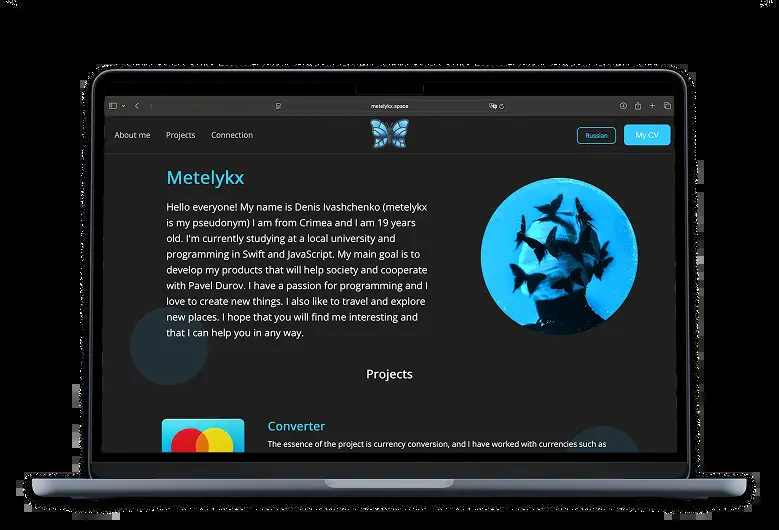 metelykx.space
About me
Projects
Connection
Russian
My CV
Metelykx
Hello everyone! My name is Denis Ivashchenko (metelykx
is my pseudonym) I am from Crimea and I am 19 years
old. I'm currently studying at a local university and
programming in Swift and JavaScript. My main goal is to
develop my products that will help society and cooperate
with Pavel Durov. I have a passion for programming and I
love to create new things. I also like to travel and explore
new places. I hope that you will find me interesting and
that I can help you in any way.
Projects
Converter
The essence of the project is currency conversion, and I have worked with currencies such as